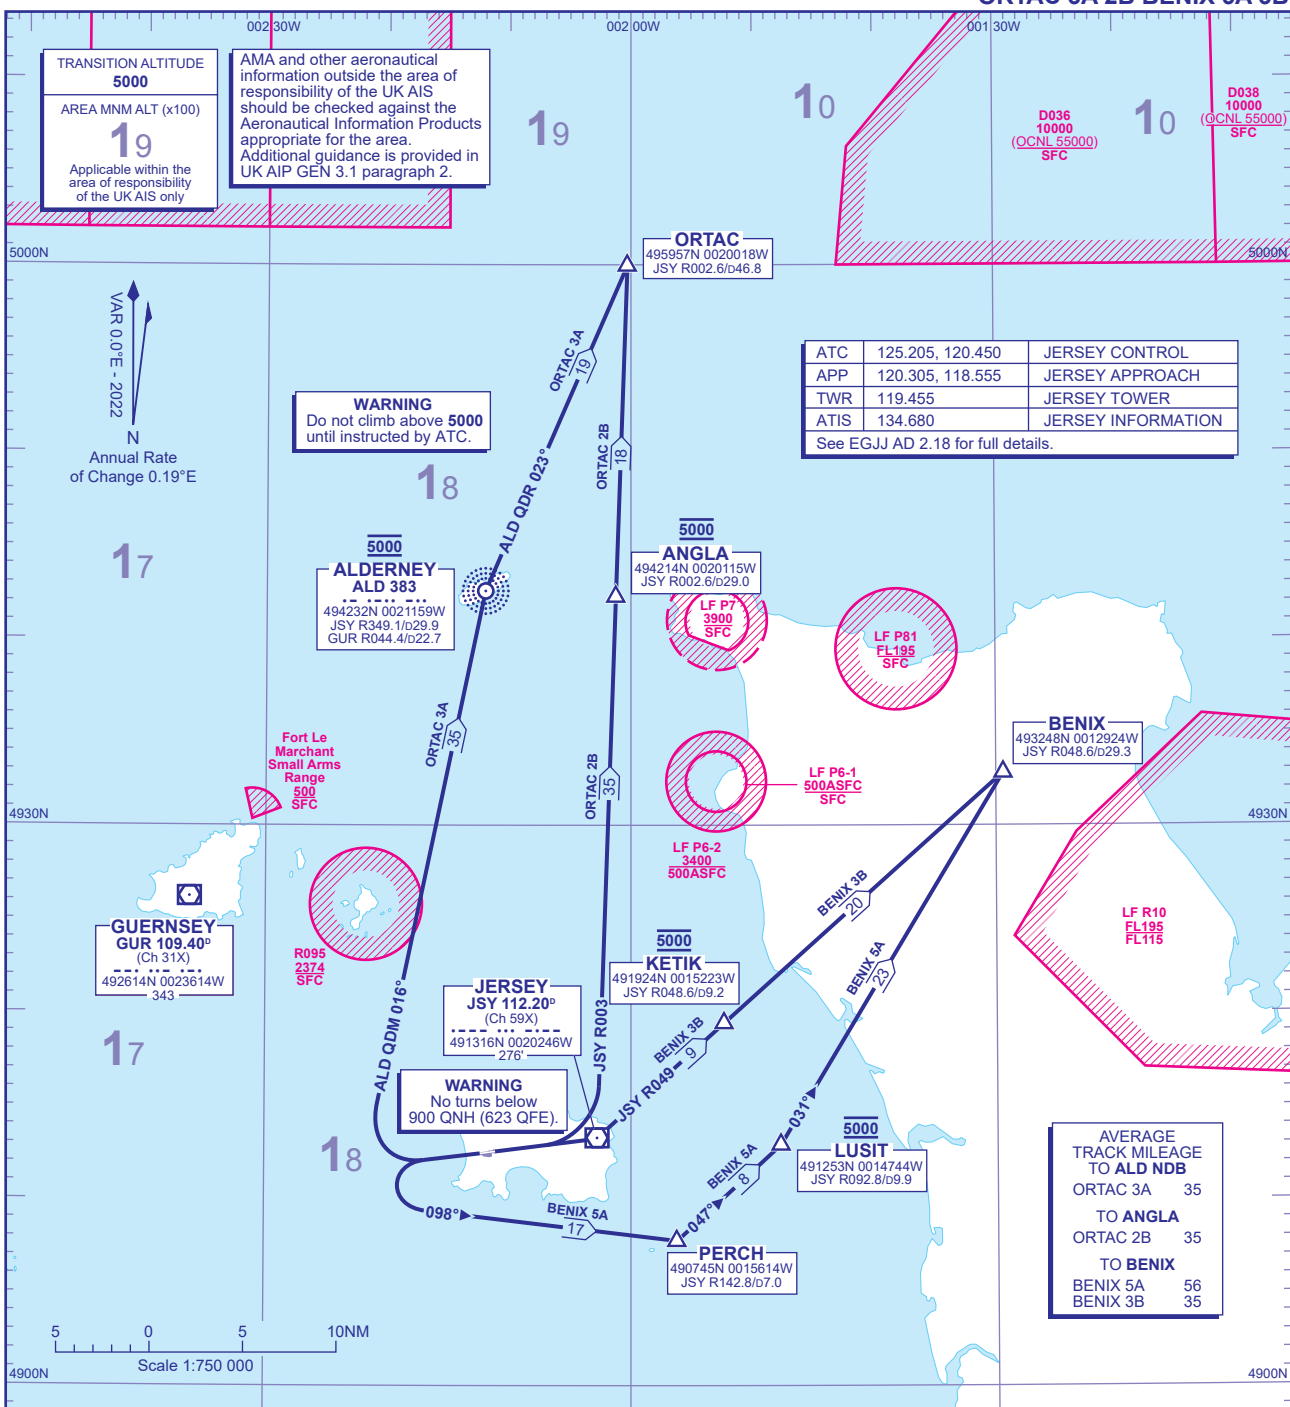 002 30W
002 00W
001 30W
TRANSITION ALTITUDE
5000
AREA MNM ALT (x100)
19
Applicable within the
area of responsibility
of the UK AIS only
AMA and other aeronautical
information outside the area of
responsibility of the UK AIS
should be checked against the
Aeronautical Information Products
appropriate for the area.
Additional guidance is provided in
UK AIP GEN 3.1 paragraph 2.
19
10
D036
10000
(OCNL 55000)
SFC
10
D038
10000
(OCNL 55000)
SFC
5000N
5000N
ORTAC
495957N 0020018W
JSY R002.6/D46.8
VAR 0.0°E - 2022
N
Annual Rate
of Change 0.19°E
WARNING
Do not climb above 5000
until instructed by ATC.
ATC 125.205, 120.450 JERSEY CONTROL
APP 120.305, 118.555 JERSEY APPROACH
TWR 119.455 JERSEY TOWER
ATIS 134.680 JERSEY INFORMATION
See EGJJ AD 2.18 for full details.
ORTAC 3A
19
ORTAC 2B
18
ALD QDR 023°
18
17
5000
ALDERNEY
ALD 383
494232N 0021159W
JSY R349.1/D29.9
GUR R044.4/D22.7
5000
ANGLA
494214N 0020115W
JSY R002.6/D29.0
LF P7
3900
SFC
LF P81
FL195
SFC
BENIX
493248N 0012924W
JSY R048.6/D29.3
ORTAC 3A
35
ORTAC 2B
35
Fort Le
Marchant
Small Arms
Range
500
SFC
LF P6-1
500ASFC
SFC
4930N
4930N
LF P6-2
3400
500ASFC
BENIX 3B
20
LF R10
FL195
FL115
GUERNSEY
GUR 109.40D
(Ch 31X)
492614N 0023614W
343
R095
2374
SFC
5000
KETIK
491924N 0015223W
JSY R048.6/D9.2
BENIX 5A
23
JERSEY
JSY 112.20D
(Ch 59X)
491316N 0020246W
276'
JSY R003
ALD QDM 016°
17
BENIX 3B
9
JSY R049
WARNING
No turns below
900 QNH (623 QFE).
031°
18
5000
LUSIT
491253N 0014744W
JSY R092.8/D9.9
BENIX 5A
8
047°
098°
BENIX 5A
17
PERCH
490745N 0015614W
JSY R142.8/D7.0
AVERAGE
TRACK MILEAGE
TO ALD NDB
ORTAC 3A 35
TO ANGLA
ORTAC 2B 35
TO BENIX
BENIX 5A 56
BENIX 3B 35
5 0 5 10NM
Scale 1:750 000
4900N
4900N